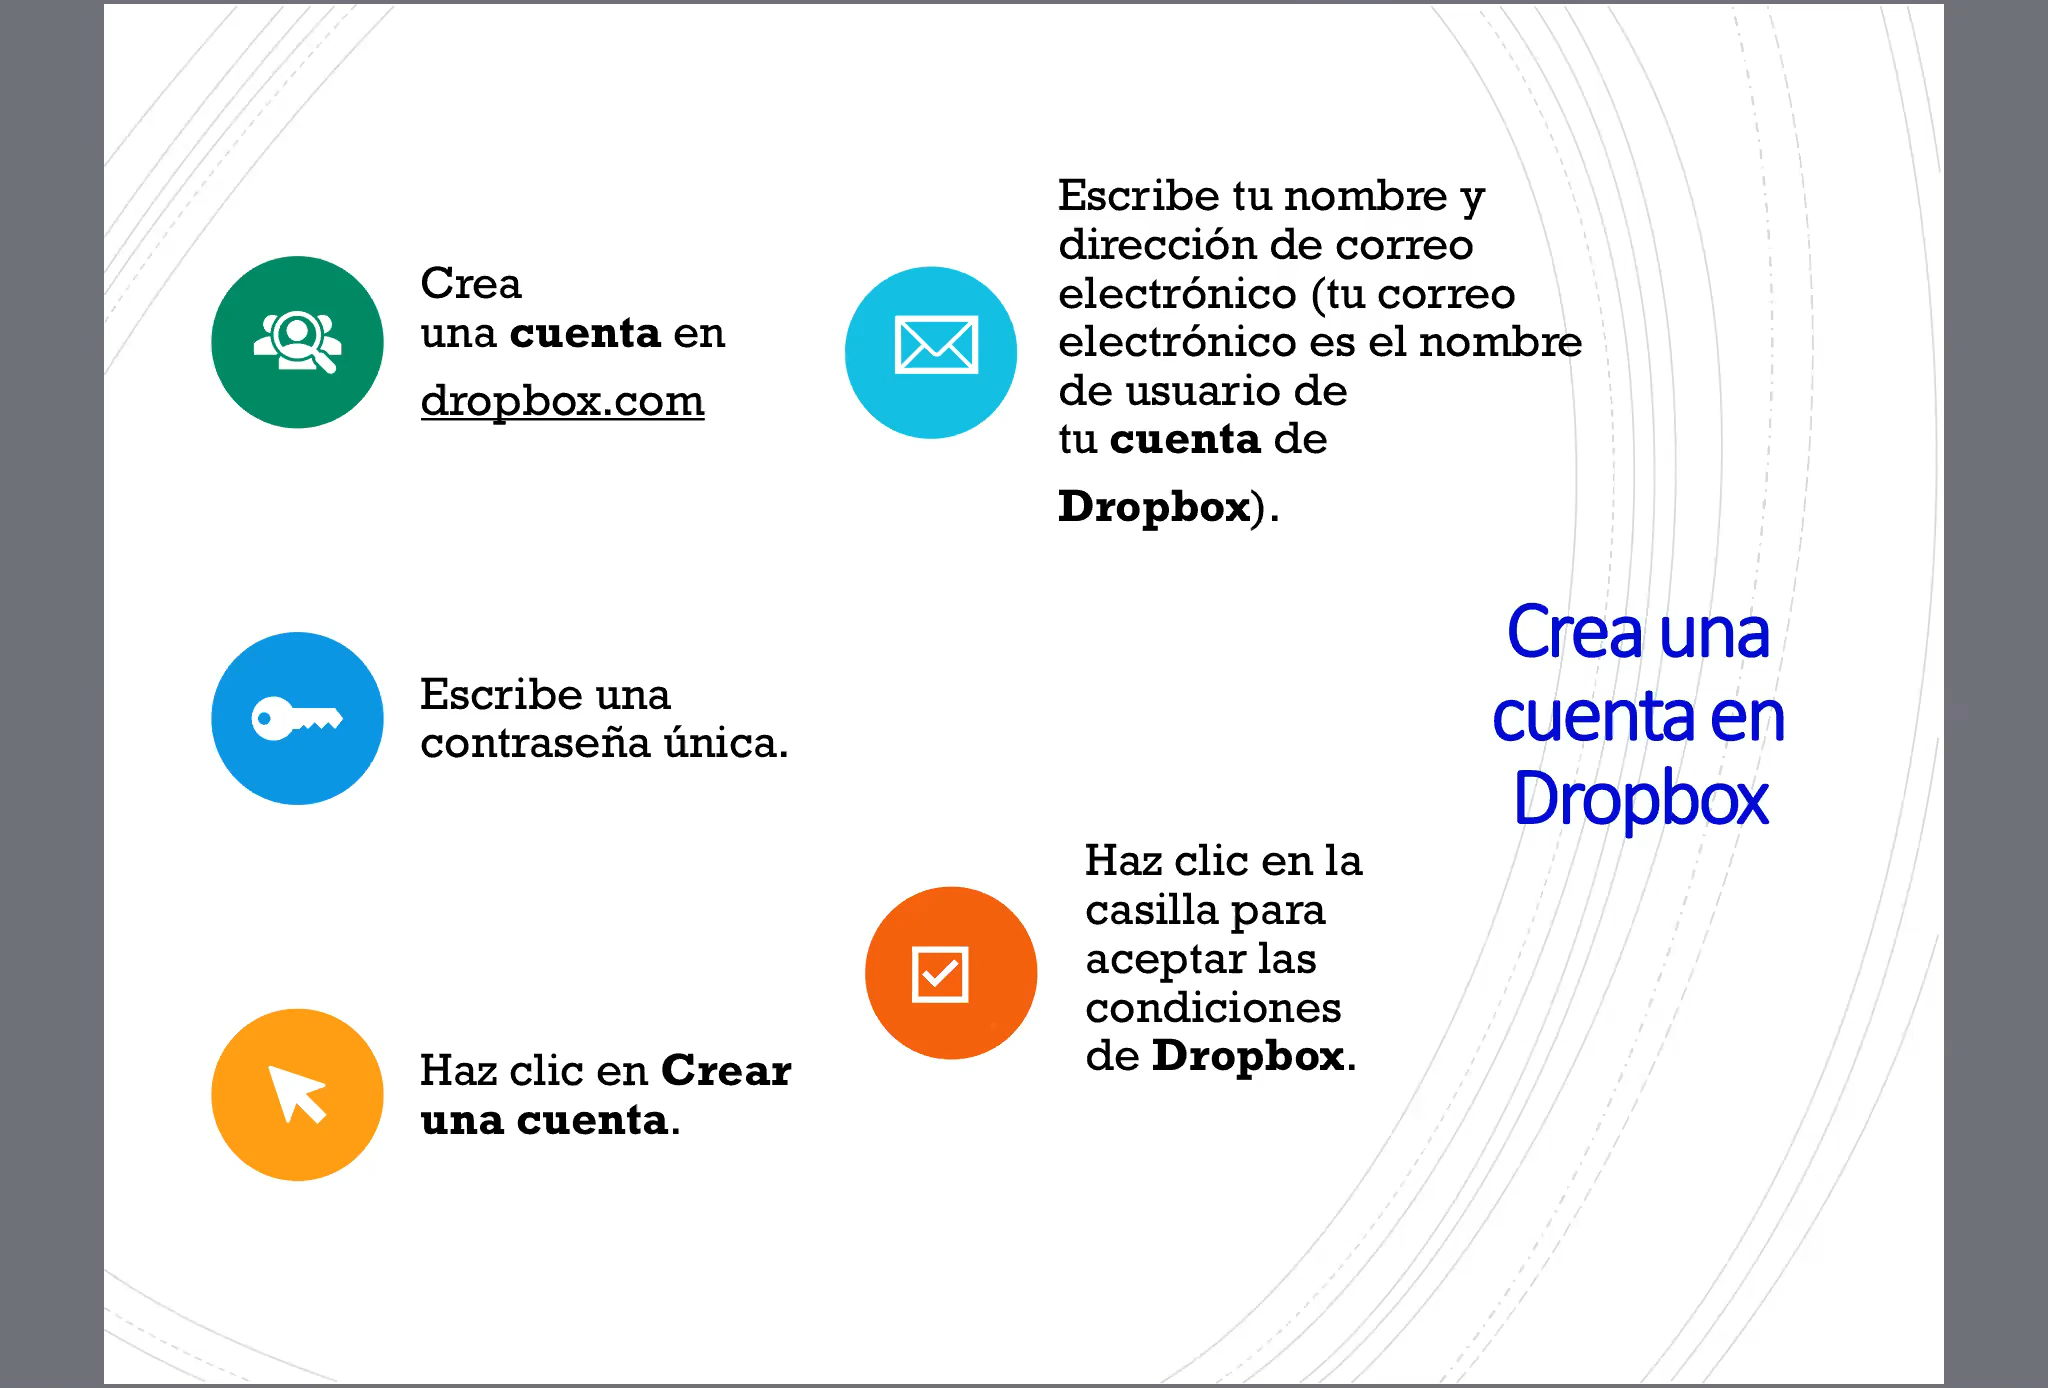 Crea
una cuenta en
dropbox.com
Escribe tu nombre y
dirección de correo
electrónico (tu correo
electrónico es el nombre
de usuario de
tu cuenta de
Dropbox).
Escribe una
contraseña única.
Haz clic en la
casilla para
aceptar las
condiciones
de Dropbox.
Haz clic en Crear
una cuenta.
Crea una
cuenta en
Dropbox